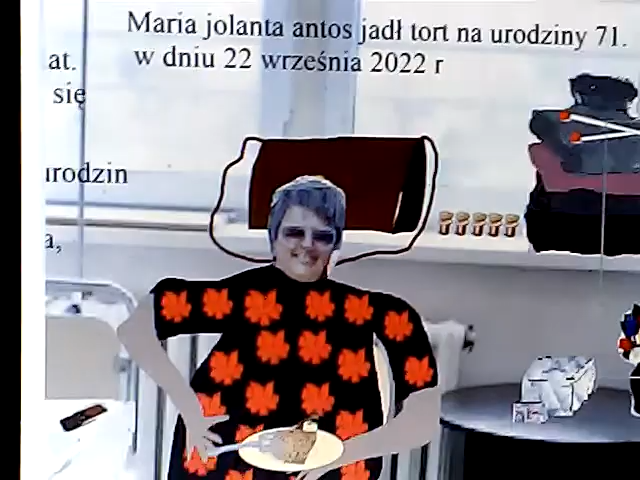 Maria jolanta antos jadł tort na urodziny 71.
at. w dniu 22 września 2022 r
się
urodzin
a,